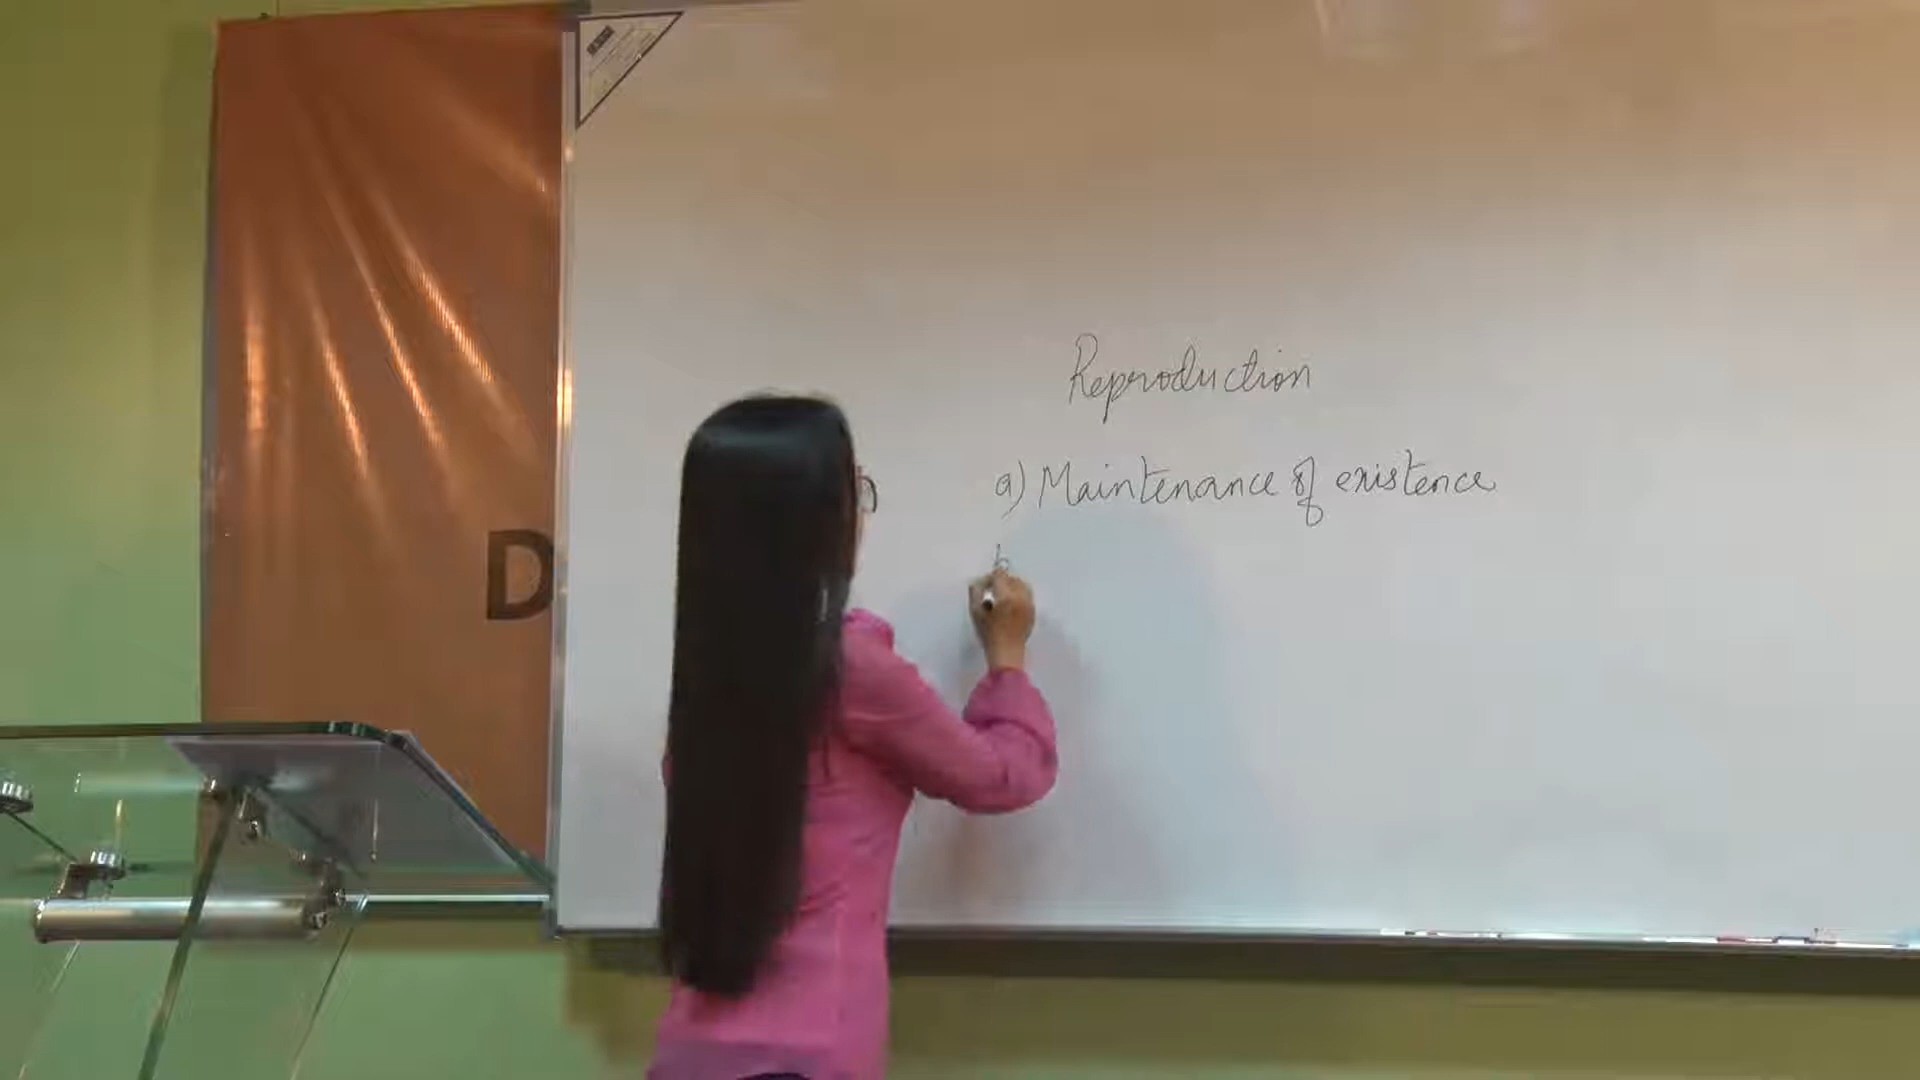 Reproduction
a) Maintenance of existence
b
D